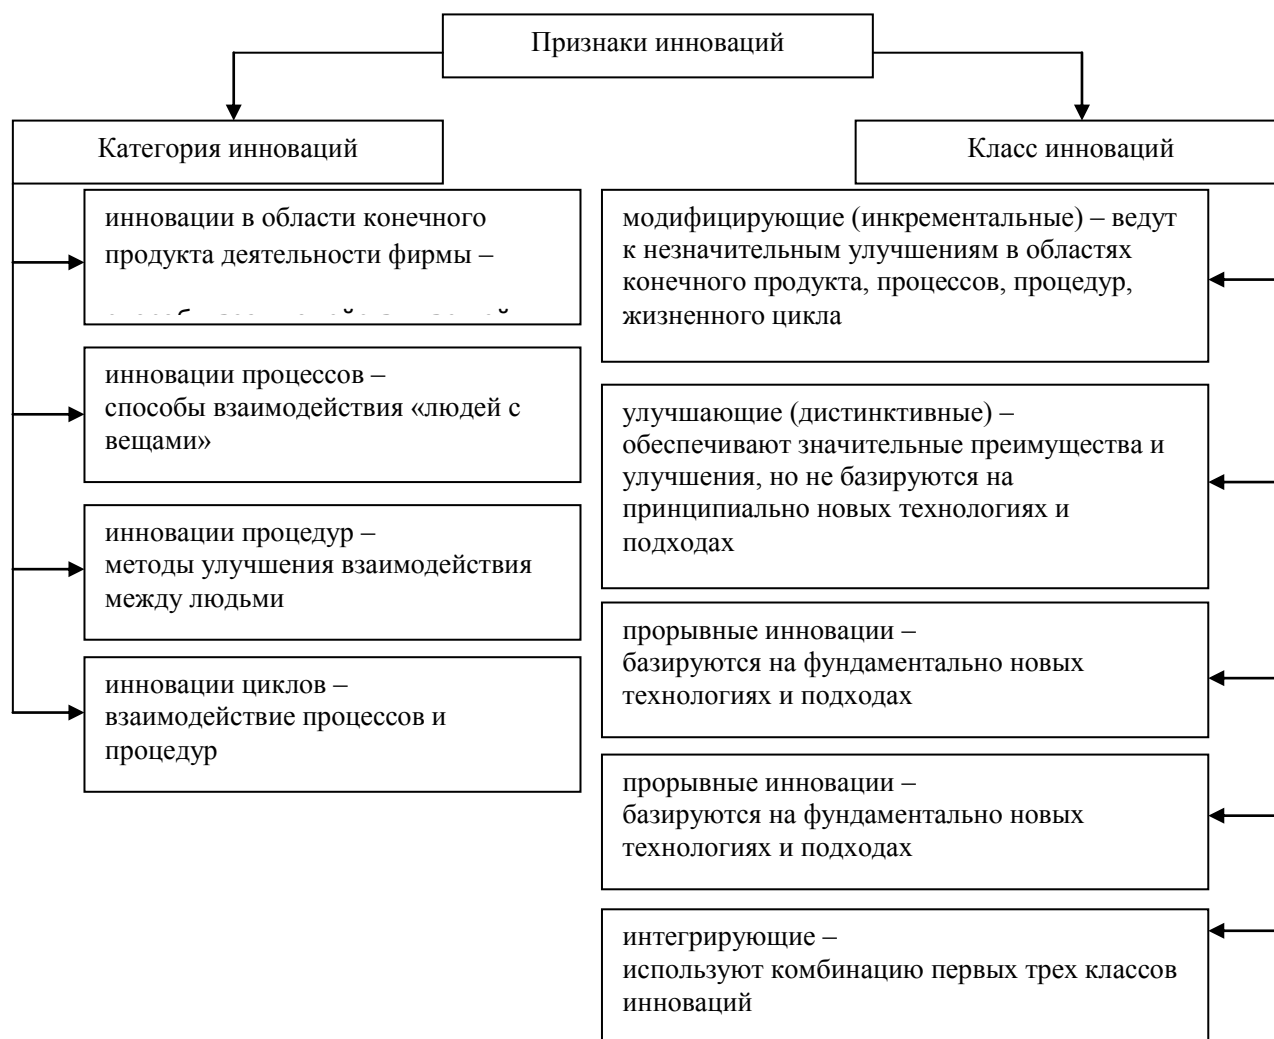 Признаки инноваций
Категория инноваций
Класс инноваций
инновации в области конечного
продукта деятельности фирмы –
инновации процессов –
способы взаимодействия «людей с
вещами»
инновации процедур –
методы улучшения взаимодействия
между людьми
инновации циклов –
взаимодействие процессов и
процедур
модифицирующие (инкрементальные) – ведут
к незначительным улучшениям в областях
конечного продукта, процессов, процедур,
жизненного цикла
улучшающие (дистинктивные) –
обеспечивают значительные преимущества и
улучшения, но не базируются на
принципиально новых технологиях и
подходах
прорывные инновации –
базируются на фундаментально новых
технологиях и подходах
прорывные инновации –
базируются на фундаментально новых
технологиях и подходах
интегрирующие –
используют комбинацию первых трех классов
инноваций